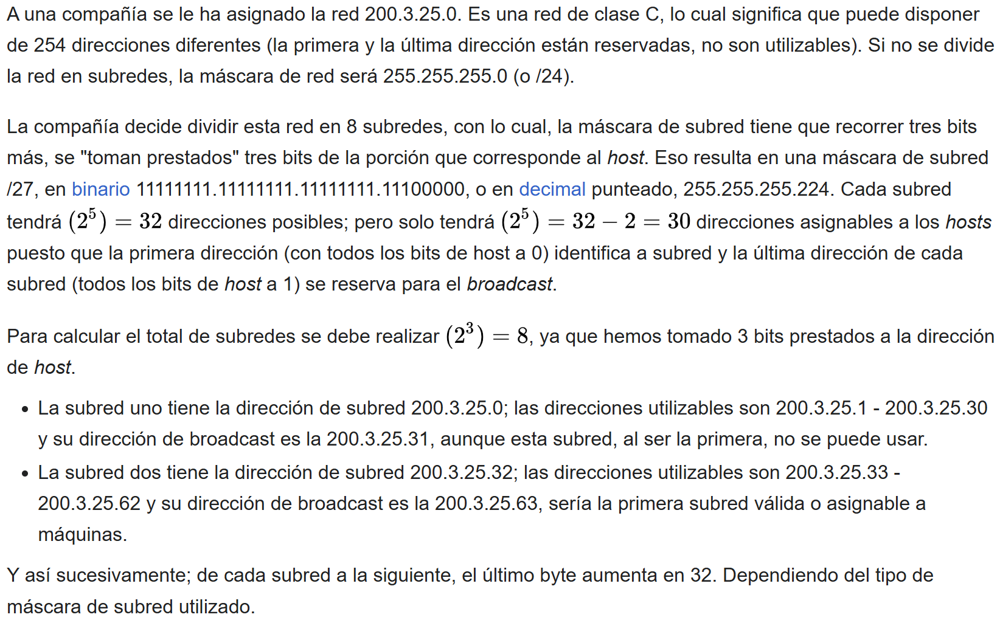 A una compañía se le ha asignado la red 200.3.25.0. Es una red de clase C, lo cual significa que puede disponer
de 254 direcciones diferentes (la primera y la última dirección están reservadas, no son utilizables). Si no se divide
la red en subredes, la máscara de red será 255.255.255.0 (o /24).
La compañía decide dividir esta red en 8 subredes, con lo cual, la máscara de subred tiene que recorrer tres bits
más, se "toman prestados" tres bits de la porción que corresponde al host. Eso resulta en una máscara de subred
/27, en binario 11111111.11111111.11111111.11100000, o en decimal punteado, 255.255.255.224. Cada subred
tendrá (2⁵) = 32 direcciones posibles; pero solo tendrá (2⁵) = 32 − 2 = 30 direcciones asignables a los hosts
puesto que la primera dirección (con todos los bits de host a 0) identifica a subred y la última dirección de cada
subred (todos los bits de host a 1) se reserva para el broadcast.
Para calcular el total de subredes se debe realizar (2³) = 8, ya que hemos tomado 3 bits prestados a la dirección
de host.
• La subred uno tiene la dirección de subred 200.3.25.0; las direcciones utilizables son 200.3.25.1 - 200.3.25.30
y su dirección de broadcast es la 200.3.25.31, aunque esta subred, al ser la primera, no se puede usar.
• La subred dos tiene la dirección de subred 200.3.25.32; las direcciones utilizables son 200.3.25.33 -
200.3.25.62 y su dirección de broadcast es la 200.3.25.63, sería la primera subred válida o asignable a
máquinas.
Y así sucesivamente; de cada subred a la siguiente, el último byte aumenta en 32. Dependiendo del tipo de
máscara de subred utilizado.